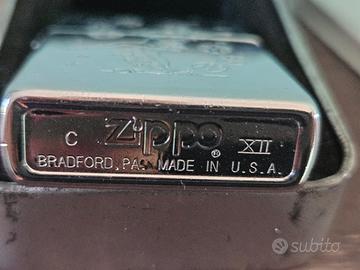 C Zippo® XII
BRADFORD, PA. MADE IN U.S.A.
subito